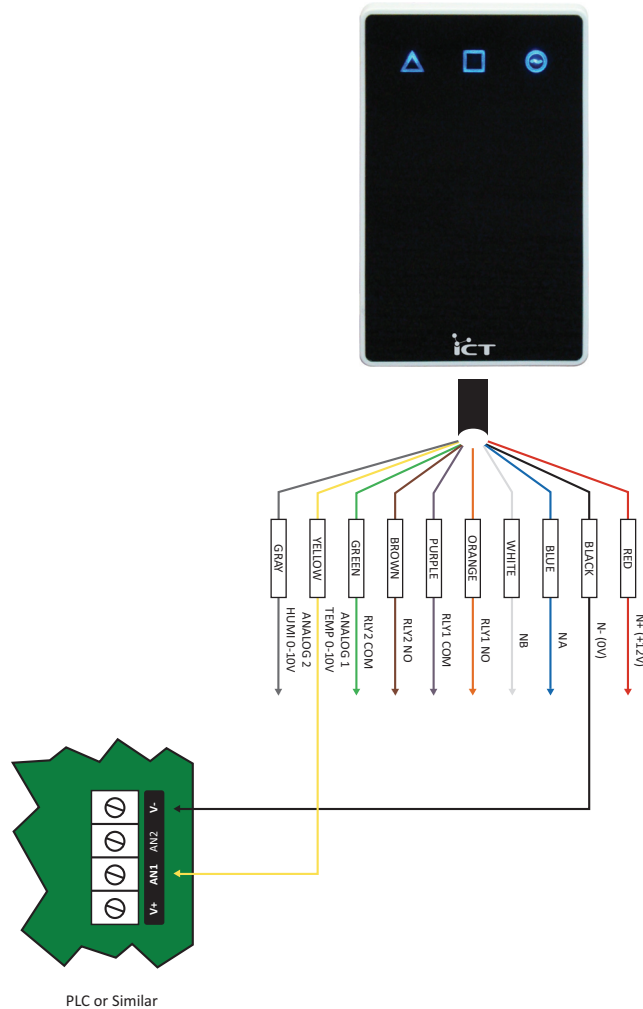 ICT
GRAY
YELLOW
GREEN
BROWN
PURPLE
ORANGE
WHITE
BLUE
BLACK
RED
ANALOG 2
HUMI 0-10V
ANALOG 1
TEMP 0-10V
RLY2 COM
RLY2 NO
RLY1 COM
RLY1 NO
NB
NA
N- (0V)
N+ (+12V)
V-
AN2
AN1
V+
PLC or Similar